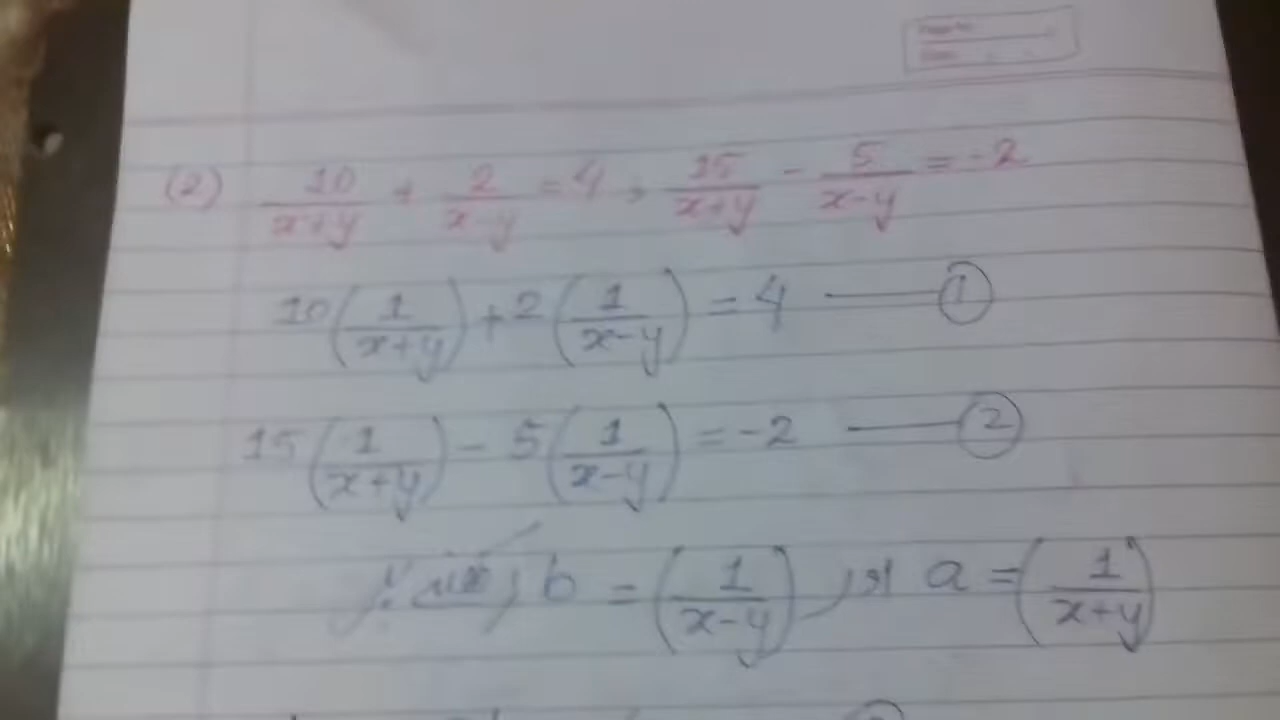 (2) 10/(x+y) + 2/(x-y) = 4 , 15/(x+y) - 5/(x-y) = -2
10(1/(x+y)) + 2(1/(x-y)) = 4 —— ①
15(1/(x+y)) - 5(1/(x-y)) = -2 —— ②
b = (1/(x-y)) اور a = (1/(x+y))